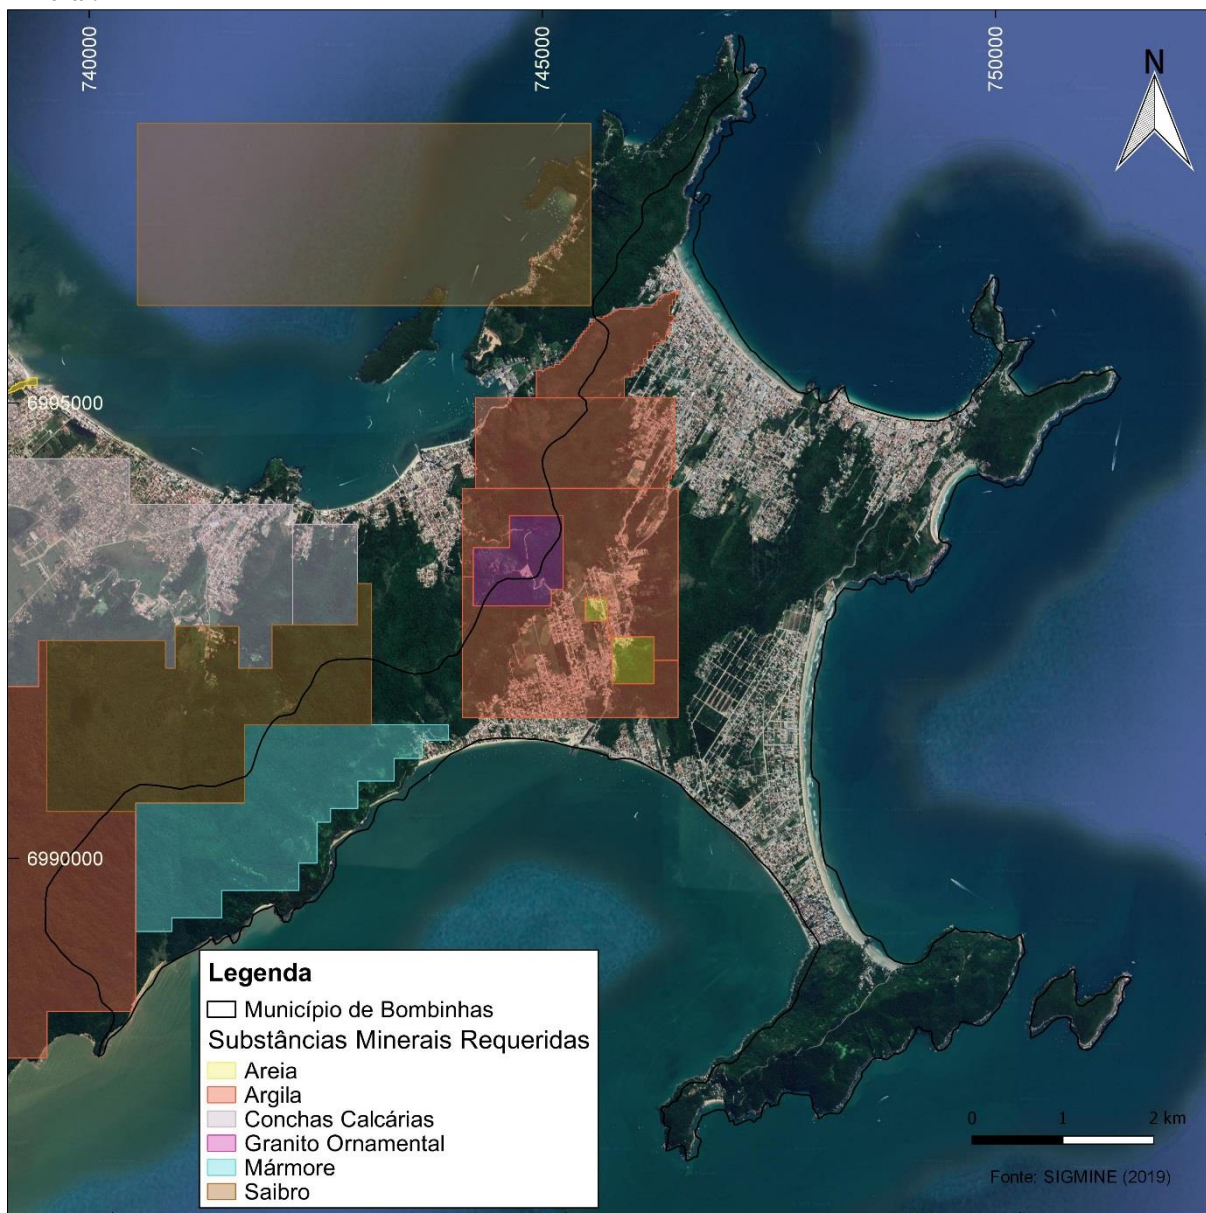 740000
745000
750000
N
6995000
6990000
Legenda
Município de Bombinhas
Substâncias Minerais Requeridas
Areia
Argila
Conchas Calcárias
Granito Ornamental
Mármore
Saibro
0 1 2 km
Fonte: SIGMINE (2019)